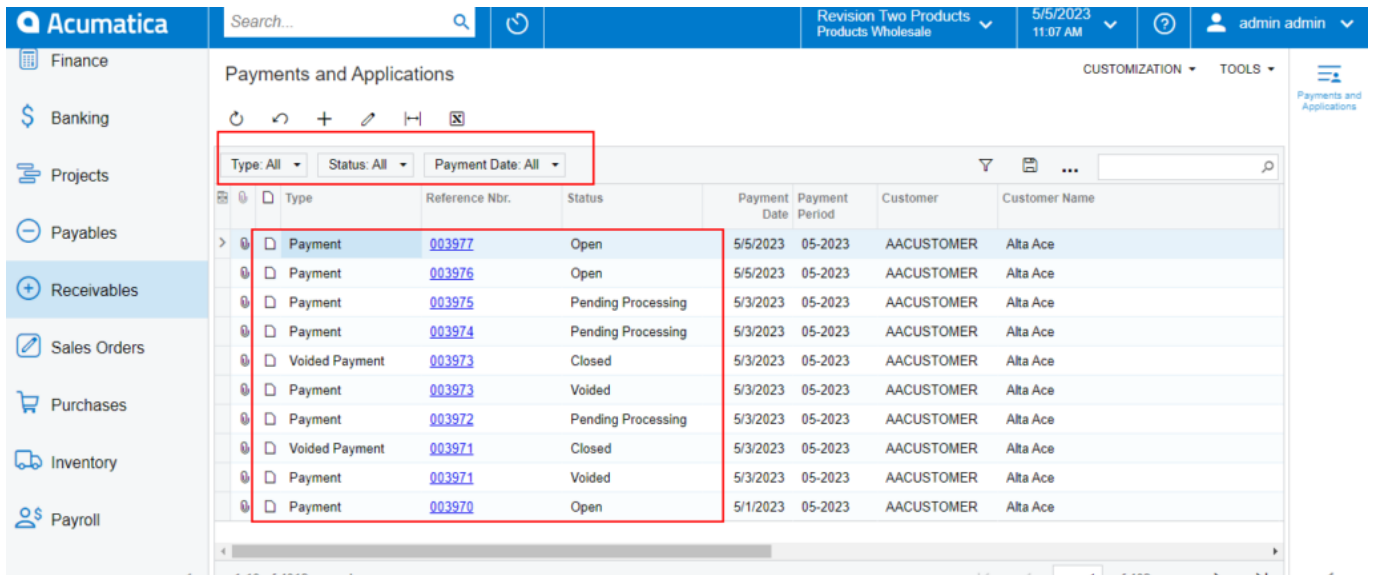 Acumatica
Search...
Revision Two Products
Products Wholesale
5/5/2023
11:07 AM
admin admin
Finance
Banking
Projects
Payables
Receivables
Sales Orders
Purchases
Inventory
Payroll
Payments and Applications
CUSTOMIZATION
TOOLS
Payments and
Applications
Type: All
Status: All
Payment Date: All
Type Reference Nbr. Status Payment Date Payment Period Customer Customer Name
Payment 003977 Open 5/5/2023 05-2023 AACUSTOMER Alta Ace
Payment 003976 Open 5/5/2023 05-2023 AACUSTOMER Alta Ace
Payment 003975 Pending Processing 5/3/2023 05-2023 AACUSTOMER Alta Ace
Payment 003974 Pending Processing 5/3/2023 05-2023 AACUSTOMER Alta Ace
Voided Payment 003973 Closed 5/3/2023 05-2023 AACUSTOMER Alta Ace
Payment 003973 Voided 5/3/2023 05-2023 AACUSTOMER Alta Ace
Payment 003972 Pending Processing 5/3/2023 05-2023 AACUSTOMER Alta Ace
Voided Payment 003971 Closed 5/3/2023 05-2023 AACUSTOMER Alta Ace
Payment 003971 Voided 5/3/2023 05-2023 AACUSTOMER Alta Ace
Payment 003970 Open 5/1/2023 05-2023 AACUSTOMER Alta Ace